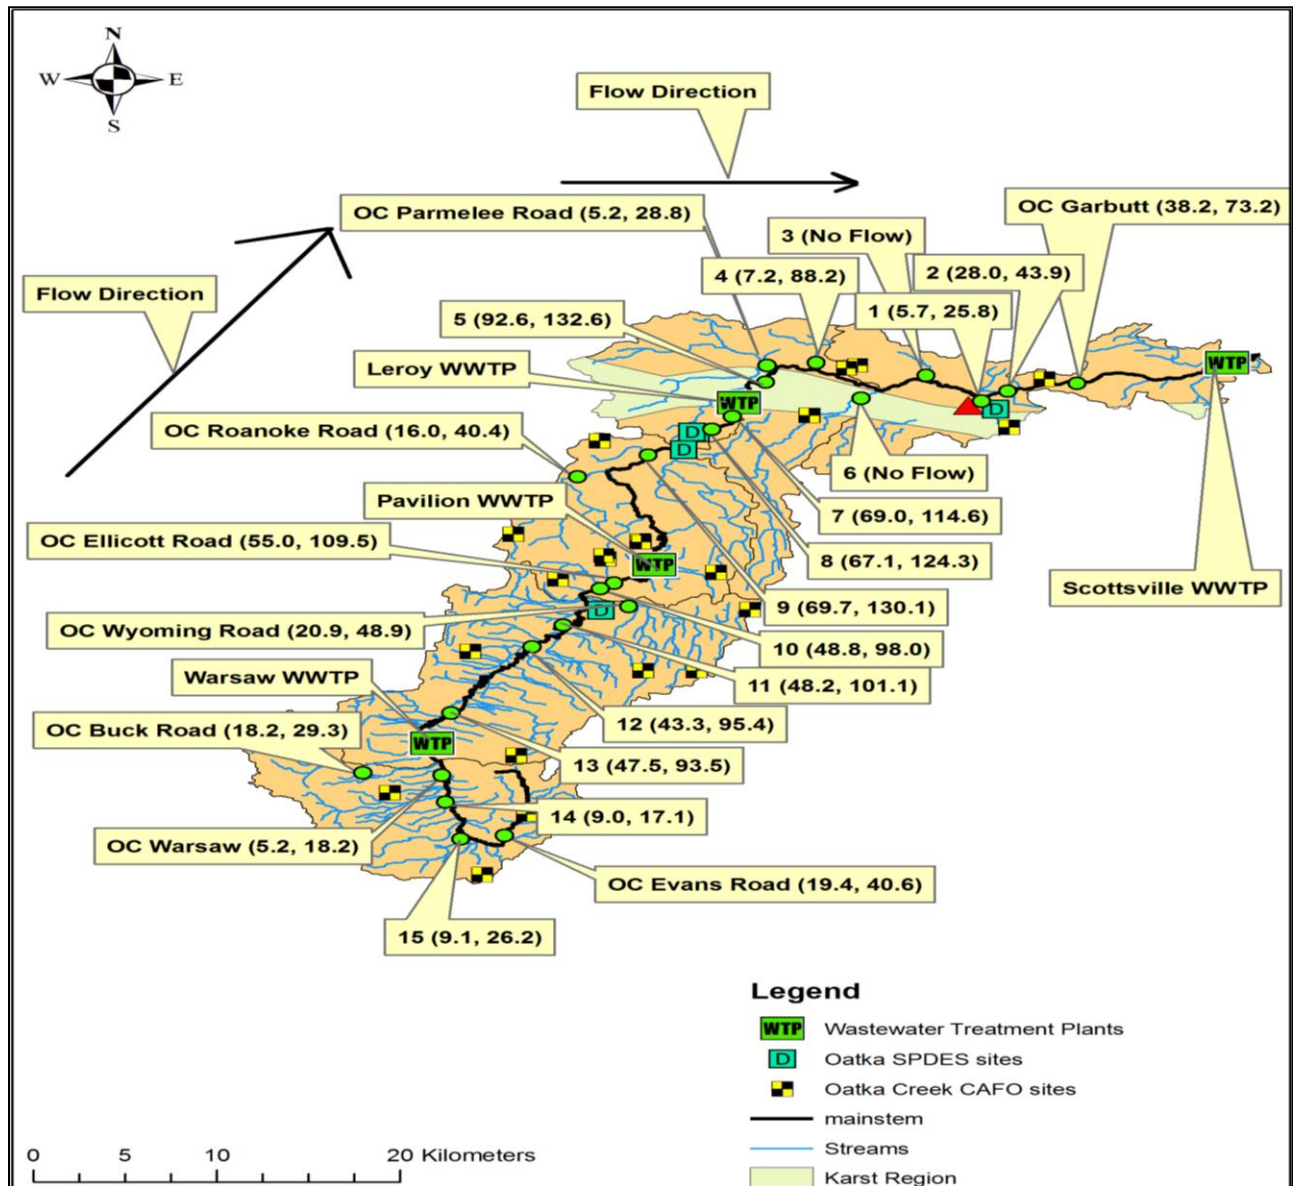 N
W E
S
Flow Direction
OC Parmelee Road (5.2, 28.8)
OC Garbutt (38.2, 73.2)
3 (No Flow)
4 (7.2, 88.2)
2 (28.0, 43.9)
Flow Direction
1 (5.7, 25.8)
5 (92.6, 132.6)
Leroy WWTP
WTP
WTP
D
OC Roanoke Road (16.0, 40.4)
D
D
6 (No Flow)
Pavilion WWTP
7 (69.0, 114.6)
OC Ellicott Road (55.0, 109.5)
8 (67.1, 124.3)
WTP
Scottsville WWTP
9 (69.7, 130.1)
D
OC Wyoming Road (20.9, 48.9)
10 (48.8, 98.0)
Warsaw WWTP
11 (48.2, 101.1)
12 (43.3, 95.4)
OC Buck Road (18.2, 29.3)
WTP
13 (47.5, 93.5)
14 (9.0, 17.1)
OC Warsaw (5.2, 18.2)
OC Evans Road (19.4, 40.6)
15 (9.1, 26.2)
Legend
WTP Wastewater Treatment Plants
D Oatka SPDES sites
Oatka Creek CAFO sites
mainstem
Streams
Karst Region
0 5 10 20 Kilometers